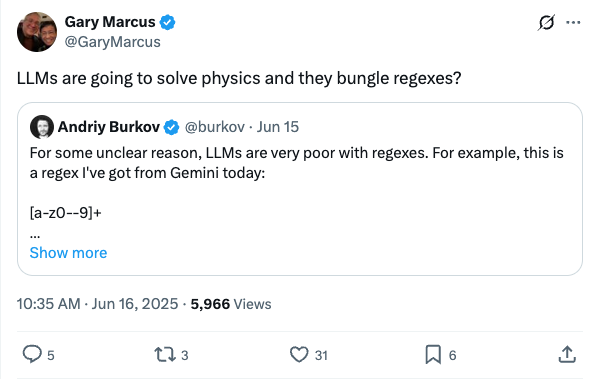 Gary Marcus
@GaryMarcus
LLMs are going to solve physics and they bungle regexes?
Andriy Burkov @burkov · Jun 15
For some unclear reason, LLMs are very poor with regexes. For example, this is
a regex I've got from Gemini today:
[a-z0--9]+
...
Show more
10:35 AM · Jun 16, 2025 · 5,966 Views
5 3 31 6